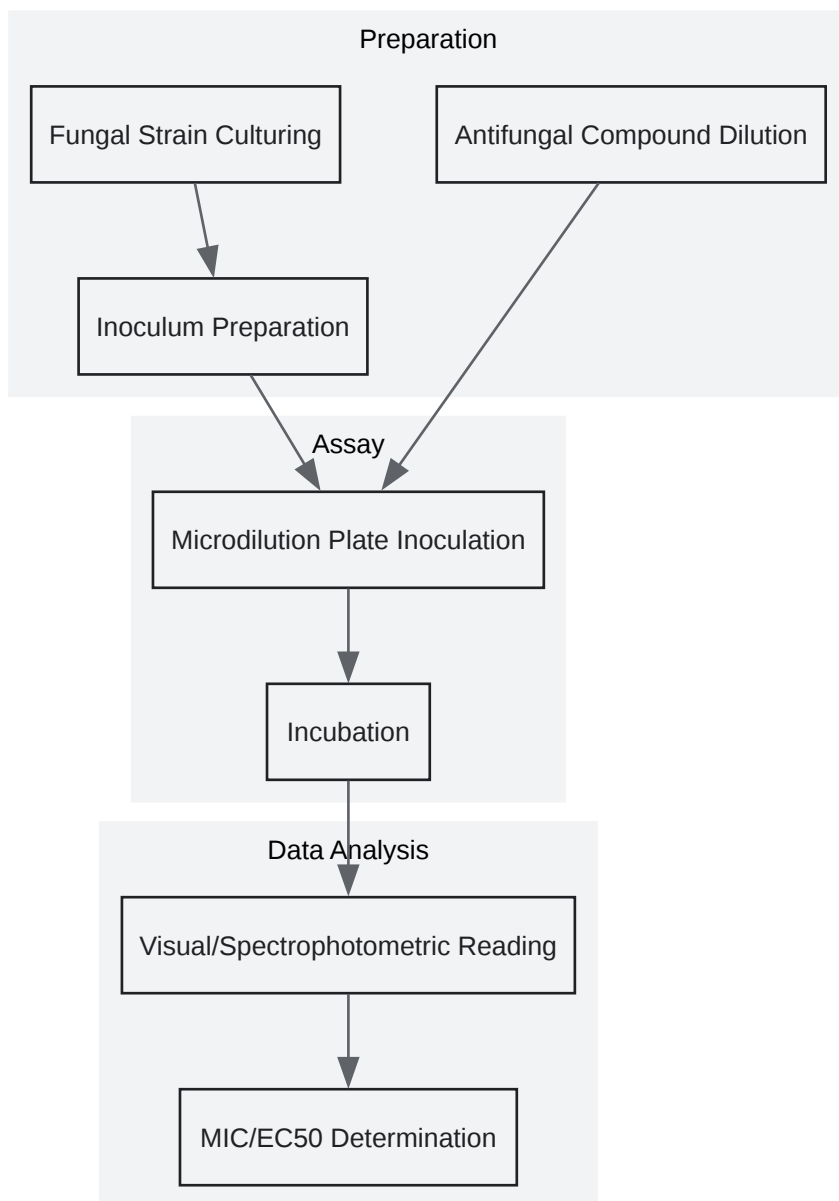 Preparation
Fungal Strain Culturing
Antifungal Compound Dilution
Inoculum Preparation
Assay
Microdilution Plate Inoculation
Incubation
Data Analysis
Visual/Spectrophotometric Reading
MIC/EC50 Determination